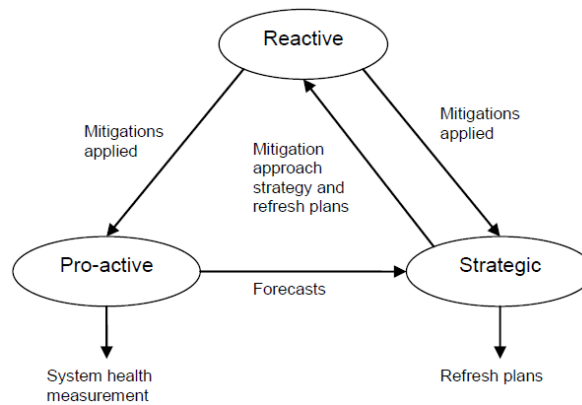 Reactive
Mitigations
applied
Mitigation
approach
strategy and
refresh plans
Mitigations
applied
Pro-active
Forecasts
Strategic
System health
measurement
Refresh plans